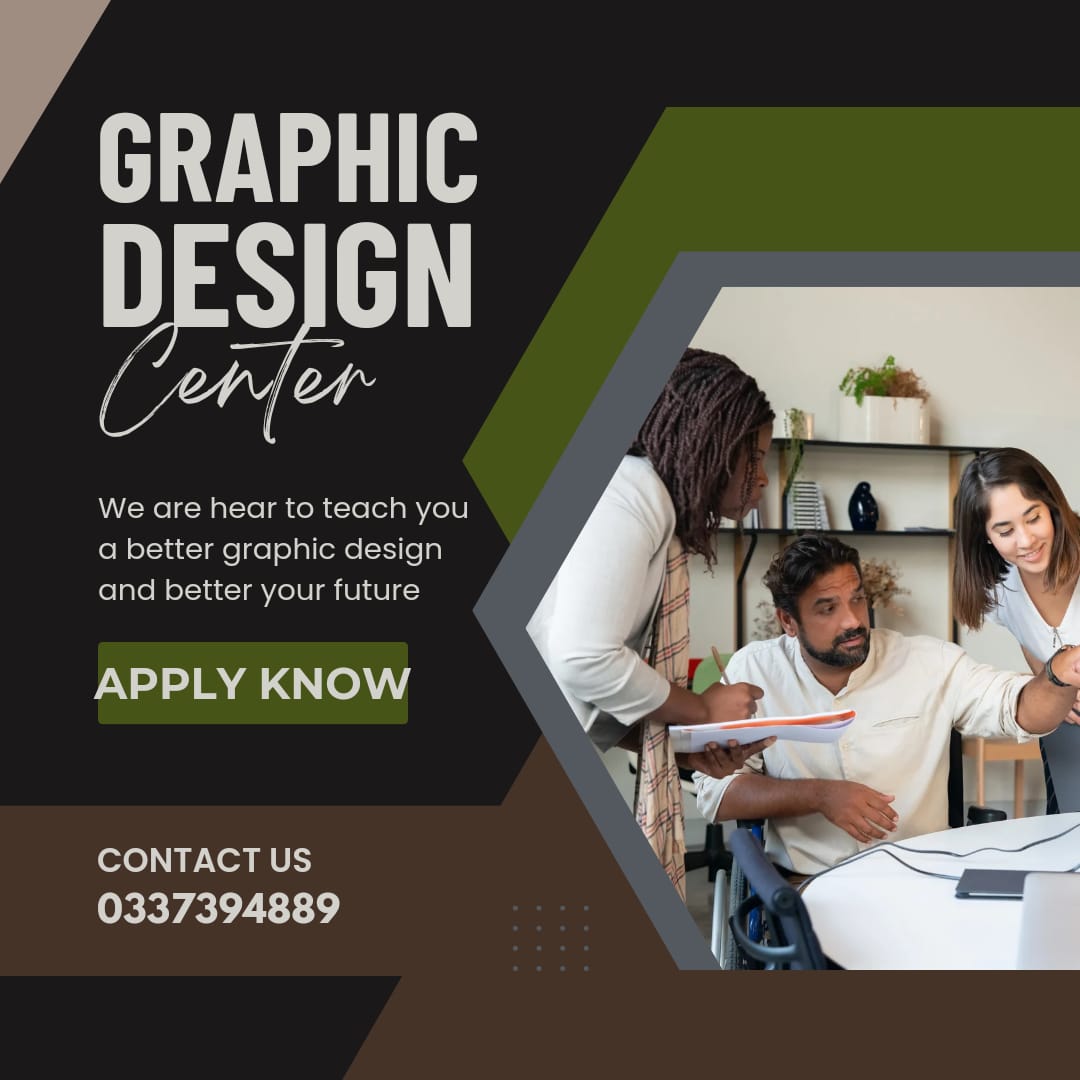 GRAPHIC
DESIGN
Center
We are hear to teach you
a better graphic design
and better your future
APPLY KNOW
CONTACT US
0337394889